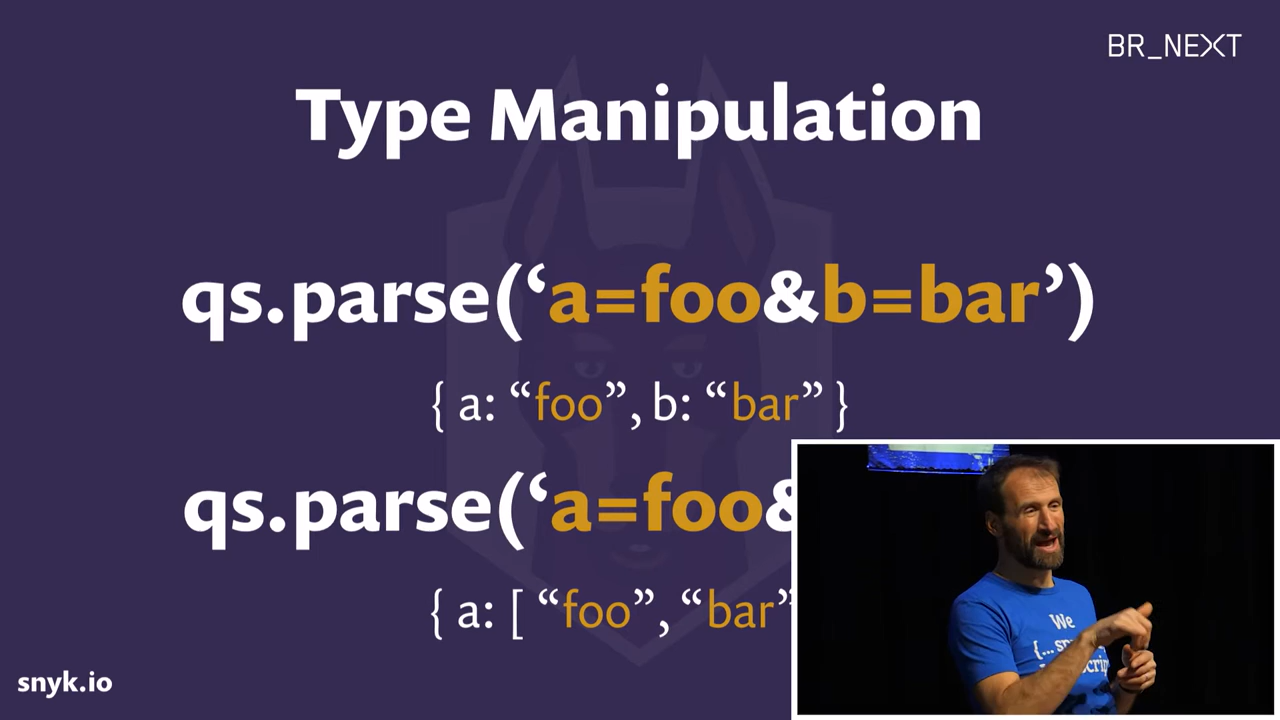 BR_NEXT
Type Manipulation
qs.parse(‘a=foo&b=bar’)
{ a: “foo”, b: “bar” }
qs.parse(‘a=foo&
{ a: [ “foo”, “bar”
snyk.io
We
{...